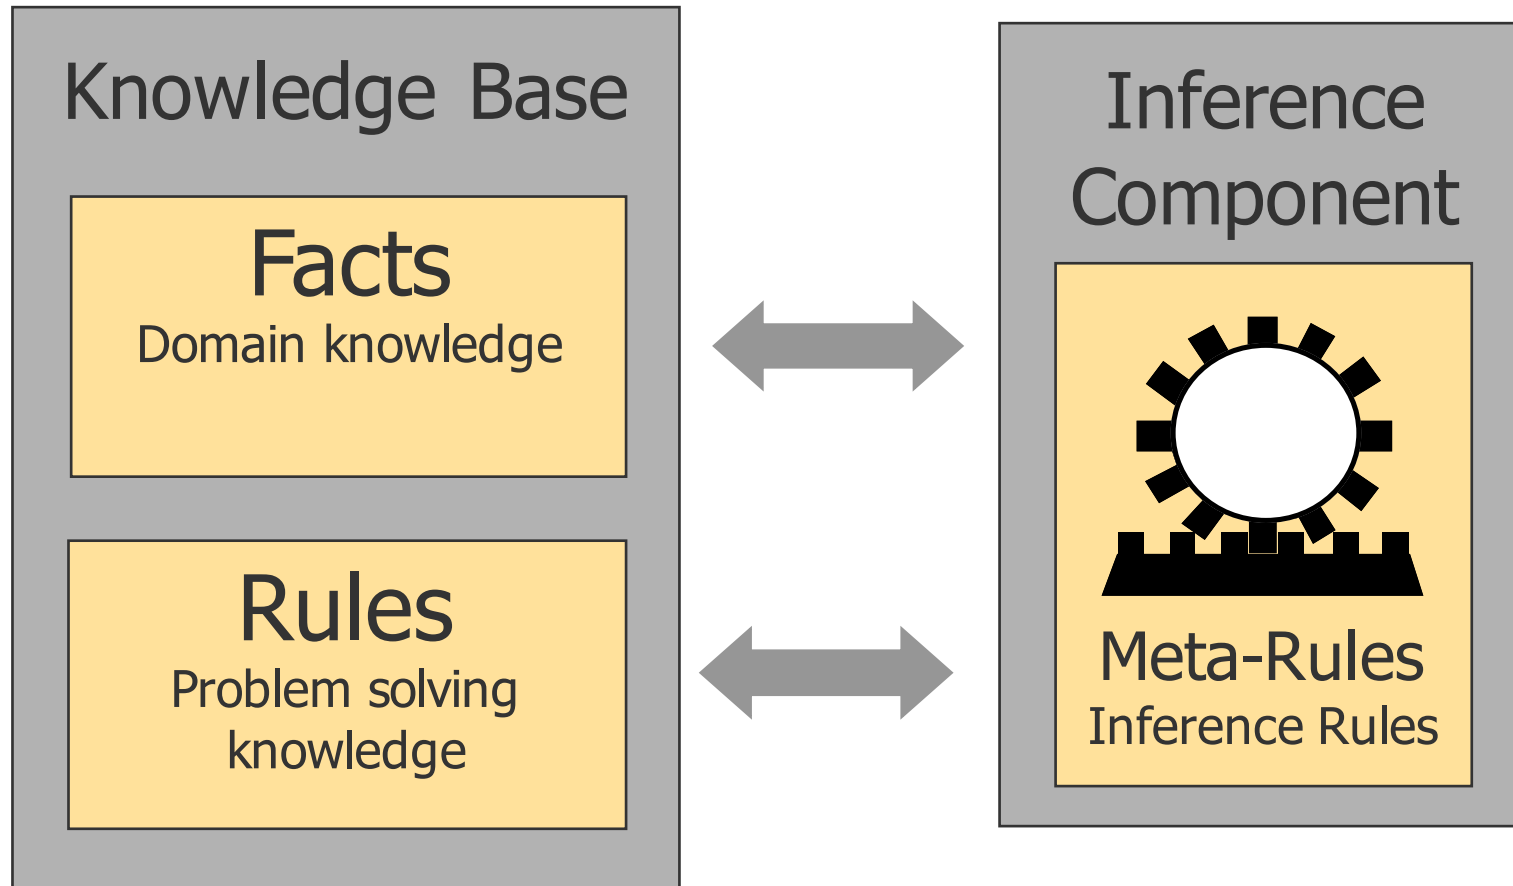 Knowledge Base
Facts
Domain knowledge
Rules
Problem solving
knowledge
Inference
Component
Meta-Rules
Inference Rules